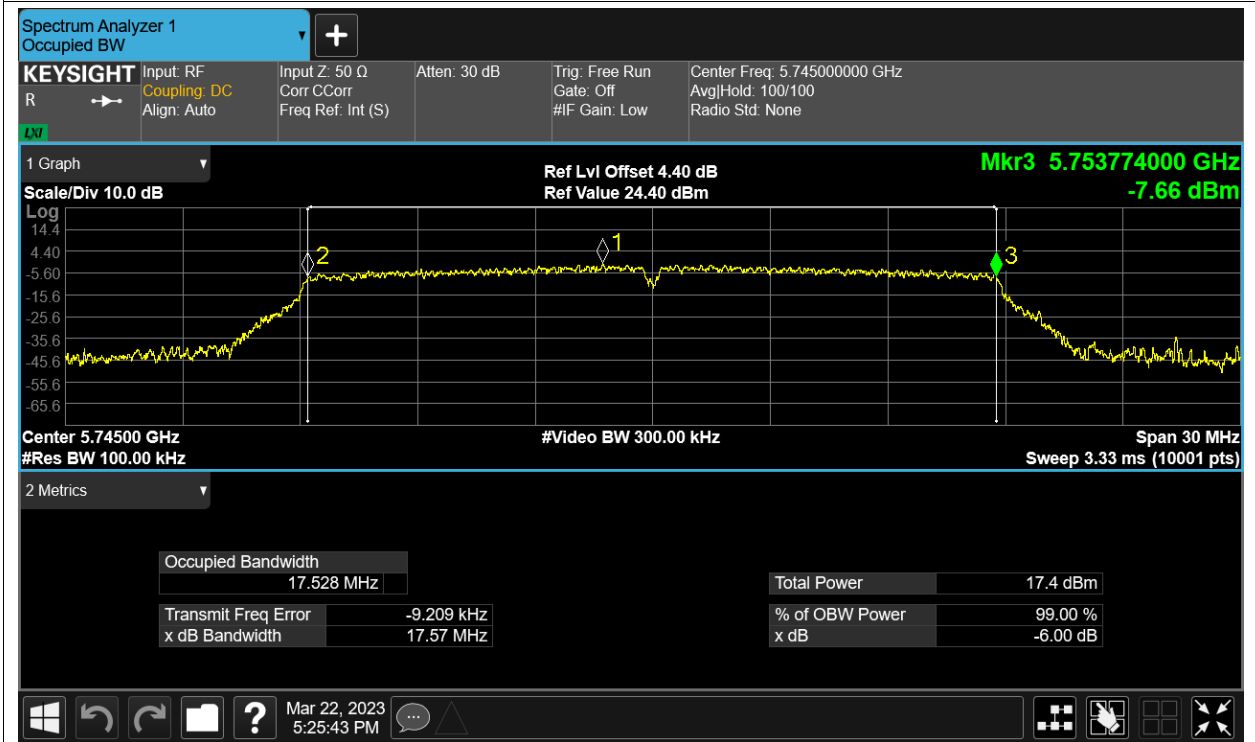 Spectrum Analyzer 1
Occupied BW
KEYSIGHT
R
LXI
Input: RF
Coupling: DC
Align: Auto
Input Z: 50 Ω
Corr CCorr
Freq Ref: Int (S)
Atten: 30 dB
Trig: Free Run
Gate: Off
#IF Gain: Low
Center Freq: 5.745000000 GHz
Avg|Hold: 100/100
Radio Std: None
1 Graph
Scale/Div 10.0 dB
Ref Lvl Offset 4.40 dB
Ref Value 24.40 dBm
Mkr3 5.753774000 GHz
-7.66 dBm
Log
14.4
4.40
-5.60
-15.6
-25.6
-35.6
-45.6
-55.6
-65.6
2
1
3
Center 5.74500 GHz
#Res BW 100.00 kHz
#Video BW 300.00 kHz
Span 30 MHz
Sweep 3.33 ms (10001 pts)
2 Metrics
Occupied Bandwidth
17.528 MHz
Transmit Freq Error -9.209 kHz
x dB Bandwidth 17.57 MHz
Total Power 17.4 dBm
% of OBW Power 99.00 %
x dB -6.00 dB
?
Mar 22, 2023
5:25:43 PM